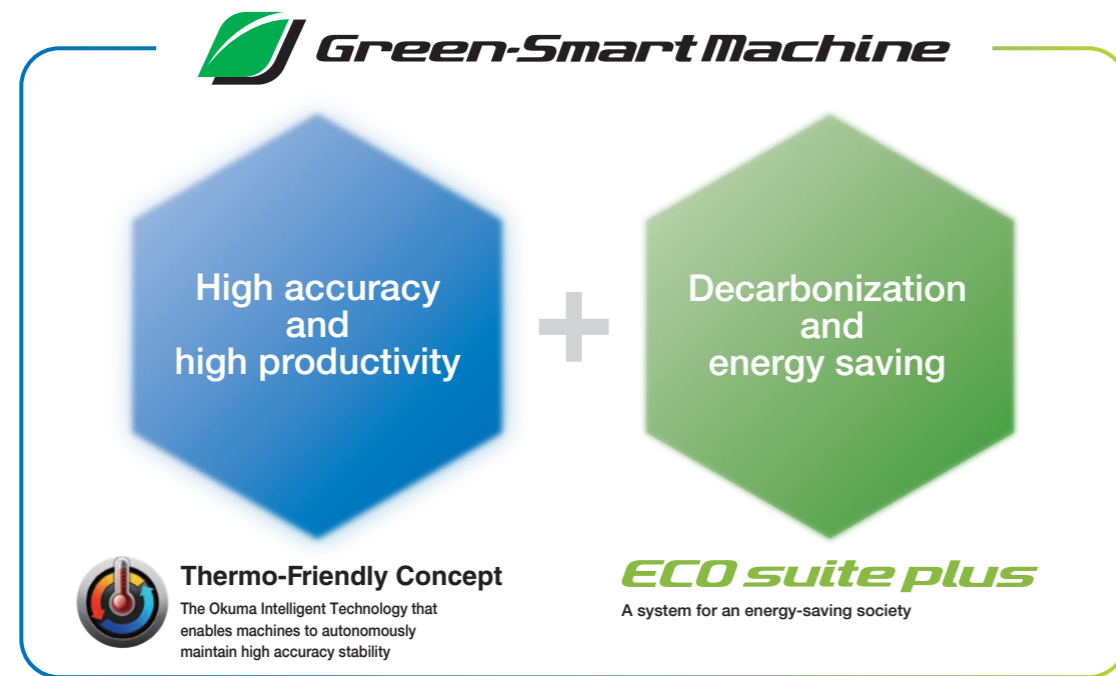 Green-Smart Machine
High accuracy
and
high productivity
+
Decarbonization
and
energy saving
Thermo-Friendly Concept
The Okuma Intelligent Technology that
enables machines to autonomously
maintain high accuracy stability
ECO suite plus
A system for an energy-saving society